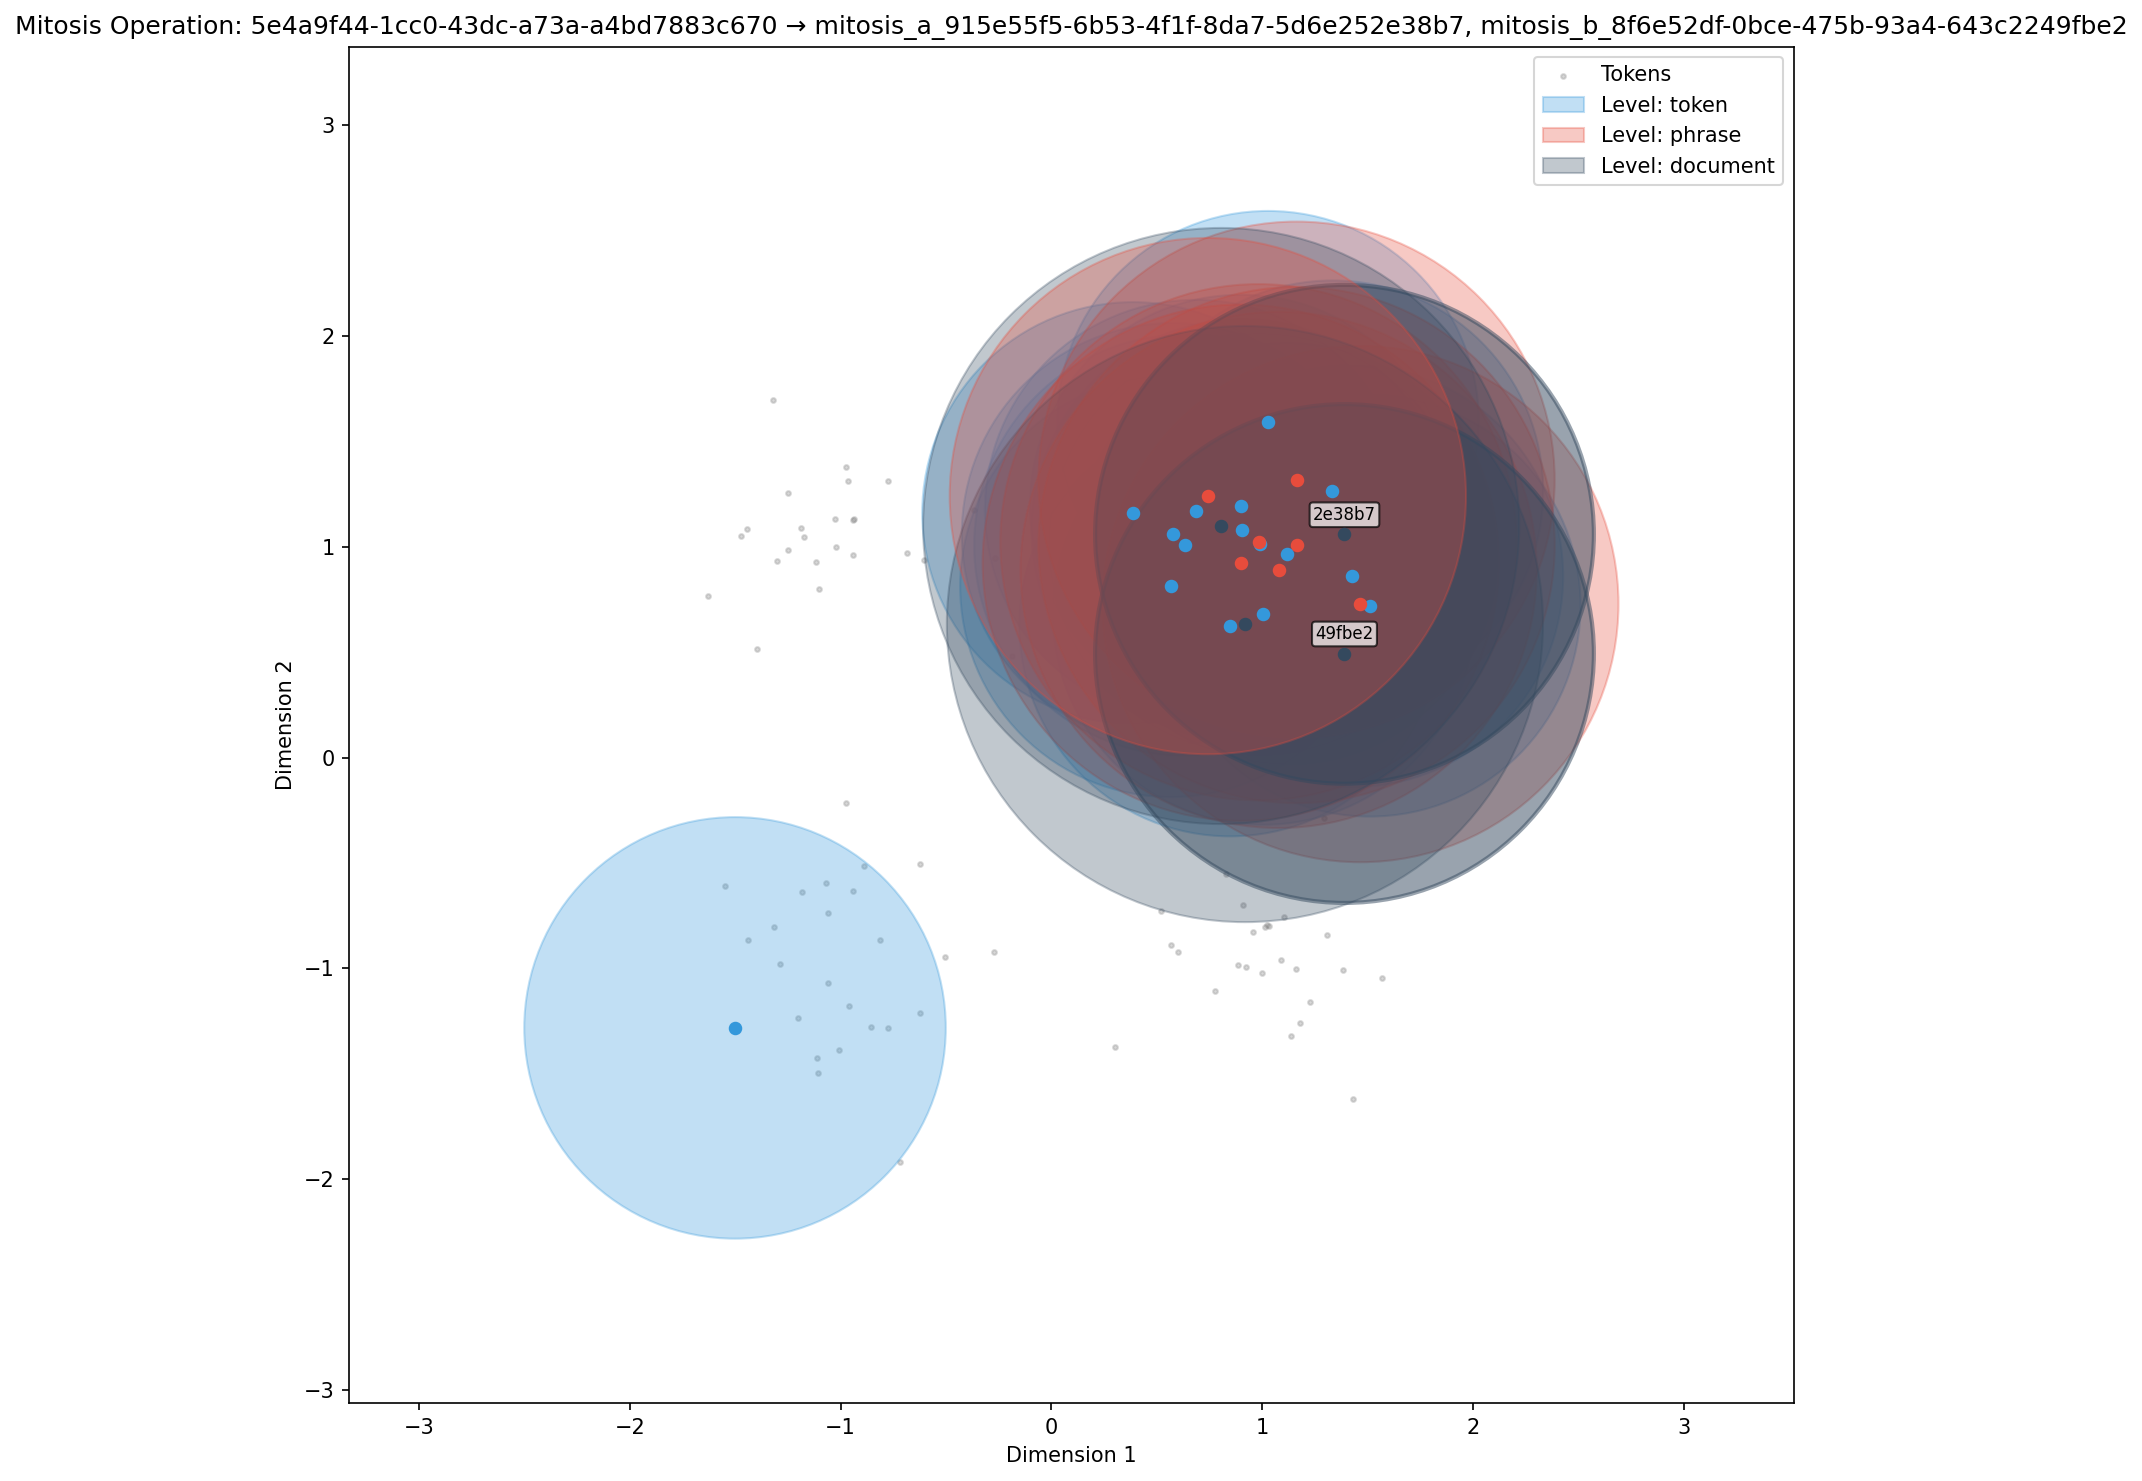 Mitosis Operation: 5e4a9f44-1cc0-43dc-a73a-a4bd7883c670 → mitosis_a_915e55f5-6b53-4f1f-8da7-5d6e252e38b7, mitosis_b_8f6e52df-0bce-475b-93a4-643c2249fbe2
Tokens
Level: token
Level: phrase
Level: document
3
2
1
0
−1
−2
−3
Dimension 2
2e38b7
49fbe2
−3
−2
−1
0
1
2
3
Dimension 1